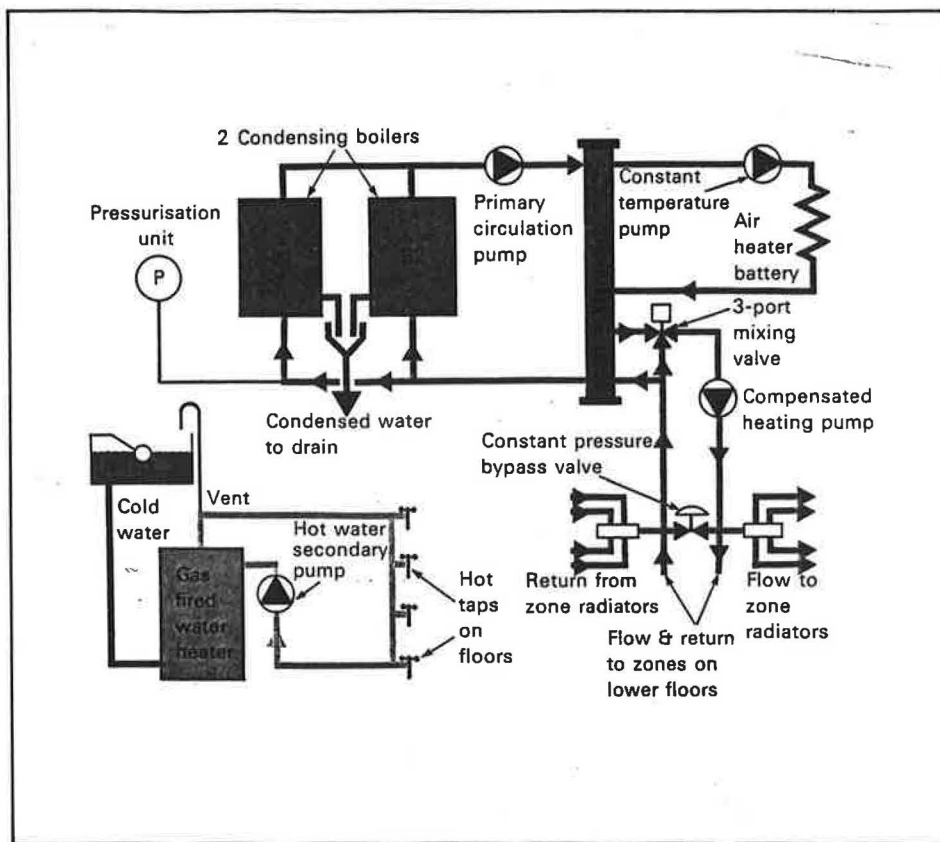 2 Condensing boilers
Pressurisation
unit
P
Primary
circulation
pump
Constant
temperature
pump
Air
heater
battery
3-port
mixing
valve
Compensated
heating pump
Condensed water
to drain
Constant pressure
bypass valve
Cold
water
Vent
Hot water
secondary
pump
Gas
fired
water
heater
Hot
taps
on
floors
Return from
zone radiators
Flow to
zone
radiators
Flow & return
to zones on
lower floors